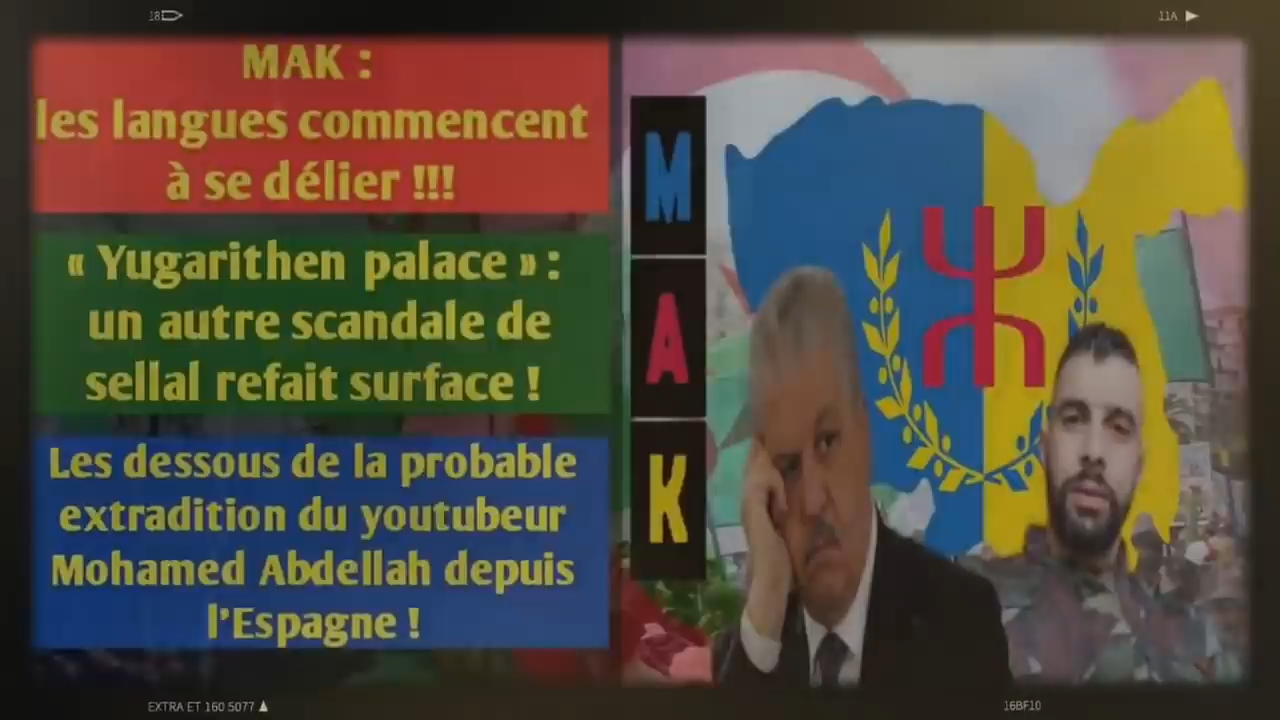 18
11A
MAK :
les langues commencent
à se délier !!!
« Yugarithen palace » :
un autre scandale de
sellal refait surface !
Les dessous de la probable
extradition du youtubeur
Mohamed Abdellah depuis
l'Espagne !
M
A
K
EXTRA ET 160 5077
16BF10